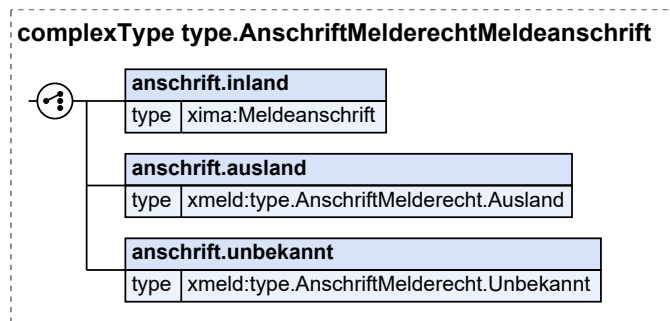 complexType type.AnschriftMelderechtMeldeanschrift
anschrift.inland
type xima:Meldeanschrift
anschrift.ausland
type xmeld:type.AnschriftMelderecht.Ausland
anschrift.unbekannt
type xmeld:type.AnschriftMelderecht.Unbekannt